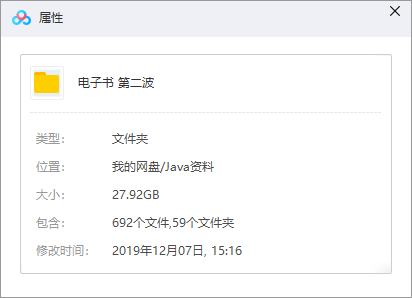 属性
电子书 第二波
类型： 文件夹
位置： 我的网盘/Java资料
大小： 27.92GB
包含： 692个文件,59个文件夹
修改时间： 2019年12月07日, 15:16